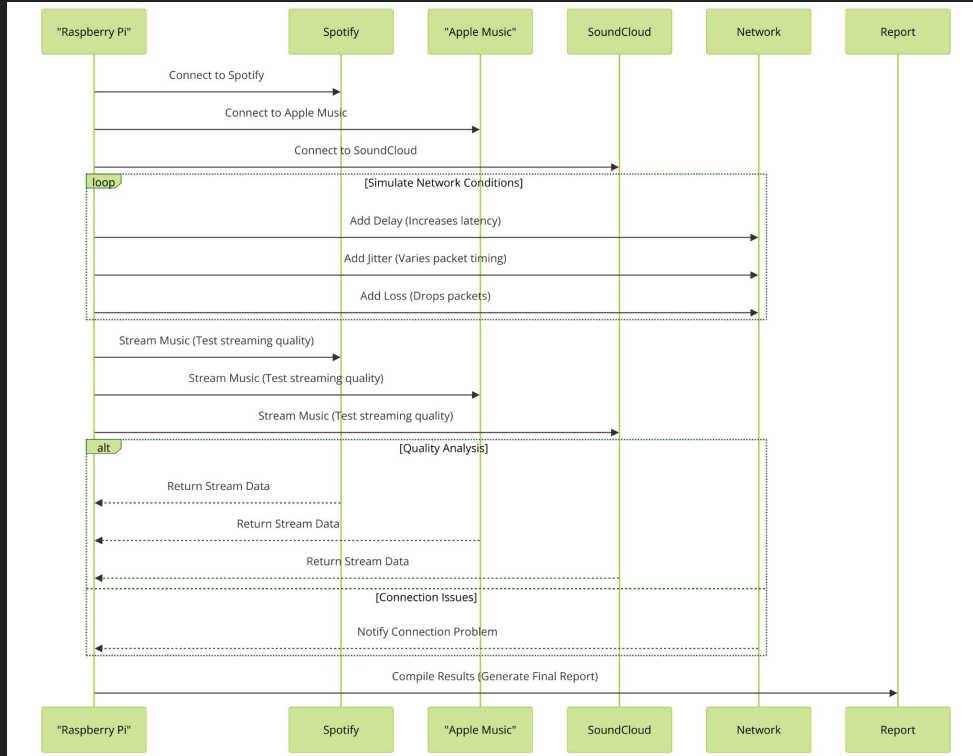 "Raspberry Pi" Spotify "Apple Music" SoundCloud Network Report
Connect to Spotify
Connect to Apple Music
Connect to SoundCloud
loop [Simulate Network Conditions]
Add Delay (Increases latency)
Add Jitter (Varies packet timing)
Add Loss (Drops packets)
Stream Music (Test streaming quality)
Stream Music (Test streaming quality)
Stream Music (Test streaming quality)
alt [Quality Analysis]
Return Stream Data
Return Stream Data
Return Stream Data
[Connection Issues]
Notify Connection Problem
Compile Results (Generate Final Report)
"Raspberry Pi" Spotify "Apple Music" SoundCloud Network Report